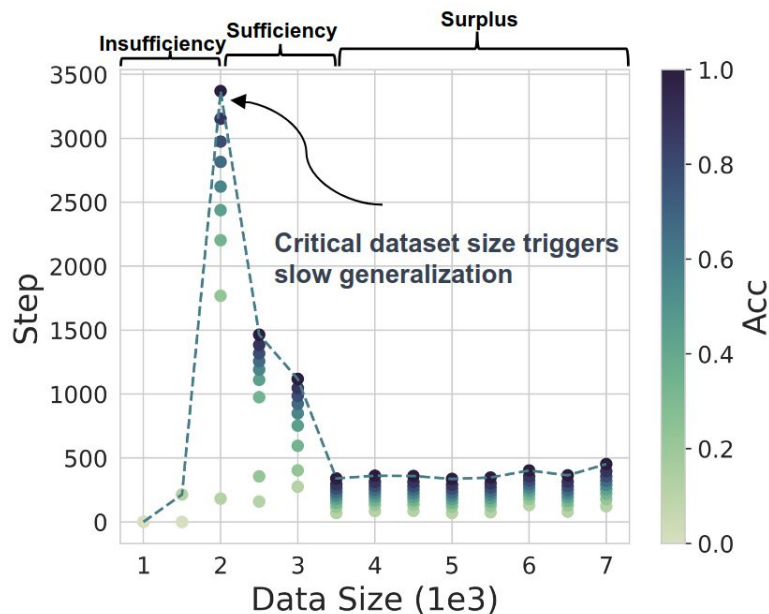 Insufficiency
Sufficiency
Surplus
3500
3000
2500
2000
1500
1000
500
0
Step
1
2
3
4
5
6
7
Data Size (1e3)
Critical dataset size triggers
slow generalization
1.0
0.8
0.6
0.4
0.2
0.0
Acc